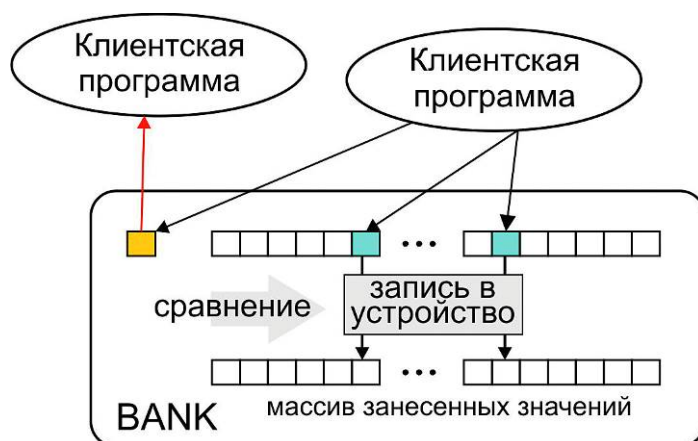 Клиентская
программа
Клиентская
программа
сравнение
запись в
устройство
BANK
массив занесенных значений